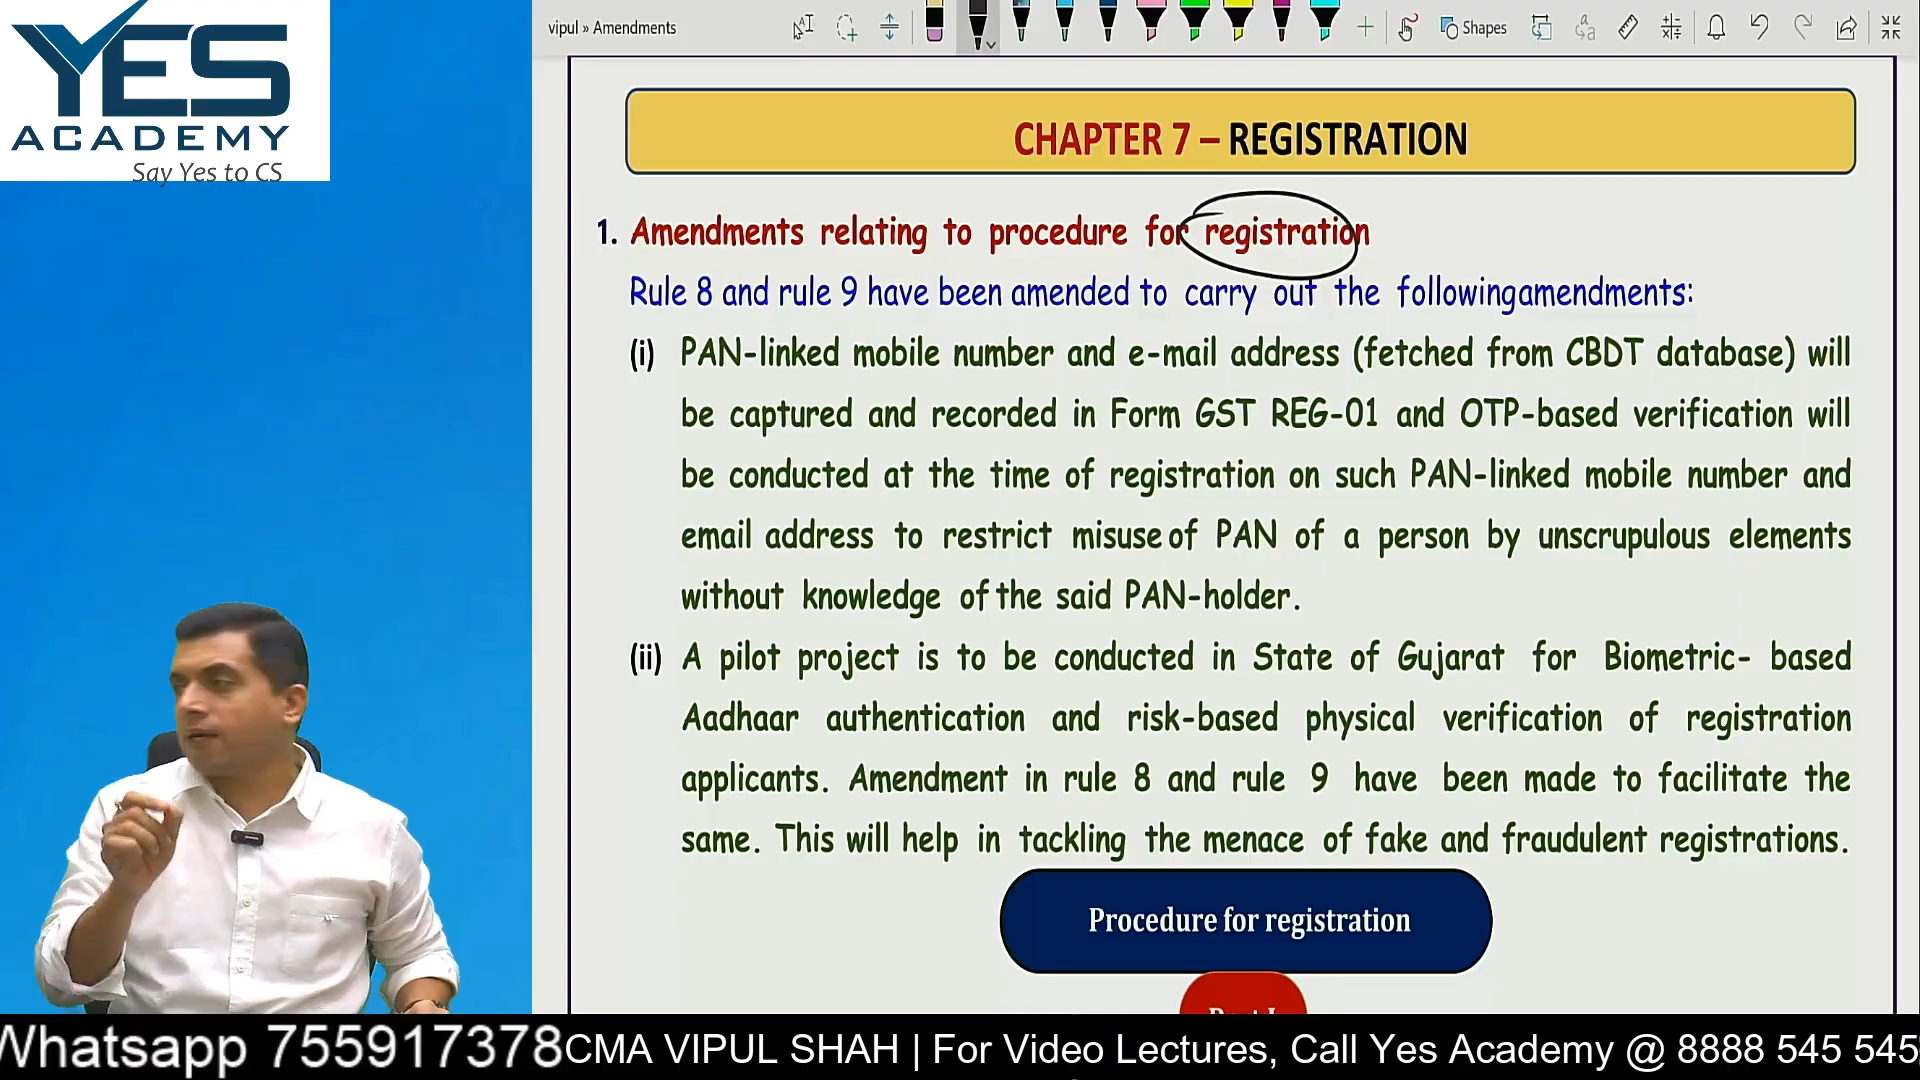 YES
ACADEMY
Say Yes to CS
vipul » Amendments
Shapes
CHAPTER 7 – REGISTRATION
1. Amendments relating to procedure for registration
Rule 8 and rule 9 have been amended to carry out the followingamendments:
(i) PAN-linked mobile number and e-mail address (fetched from CBDT database) will
be captured and recorded in Form GST REG-01 and OTP-based verification will
be conducted at the time of registration on such PAN-linked mobile number and
email address to restrict misuse of PAN of a person by unscrupulous elements
without knowledge of the said PAN-holder.
(ii) A pilot project is to be conducted in State of Gujarat for Biometric- based
Aadhaar authentication and risk-based physical verification of registration
applicants. Amendment in rule 8 and rule 9 have been made to facilitate the
same. This will help in tackling the menace of fake and fraudulent registrations.
Procedure for registration
Part I
Whatsapp 755917378
CMA VIPUL SHAH | For Video Lectures, Call Yes Academy @ 8888 545 545